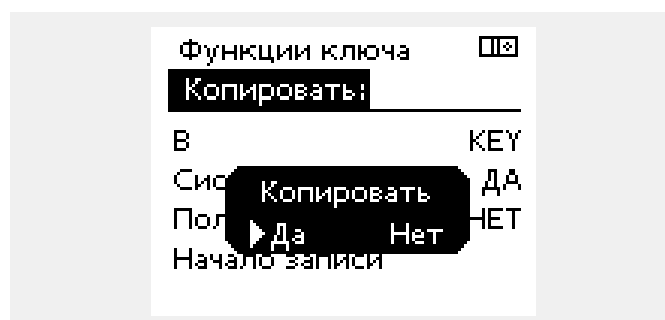 Функции ключа
Копировать:
В KEY
Сис ДА
Копировать
Пол НЕТ
Да Нет
Начало записи